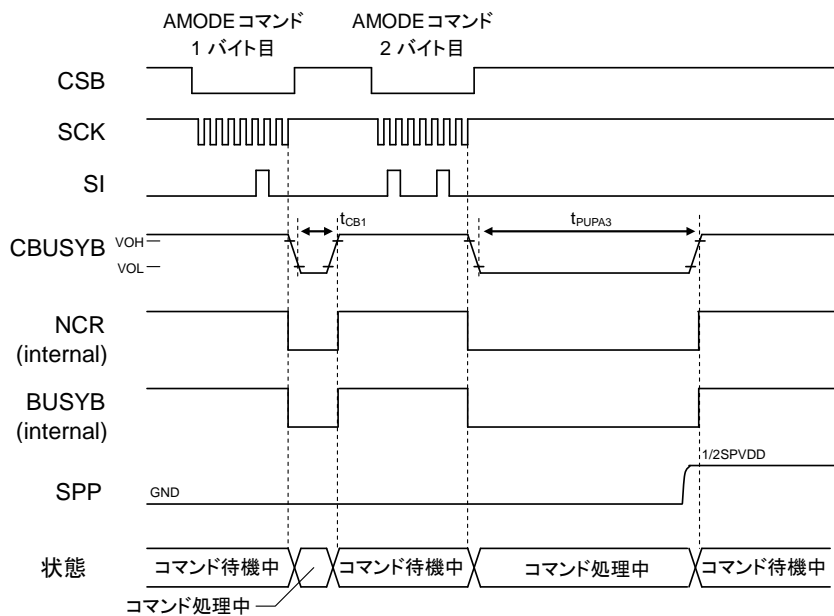 AMODEコマンド
1 バイト目
AMODEコマンド
2 バイト目
CSB
SCK
SI
tCB1
tPUPA3
CBUSYB
VOH
VOL
NCR
(internal)
BUSYB
(internal)
SPP
GND
1/2SPVDD
状態
コマンド待機中
コマンド待機中
コマンド処理中
コマンド待機中
コマンド処理中